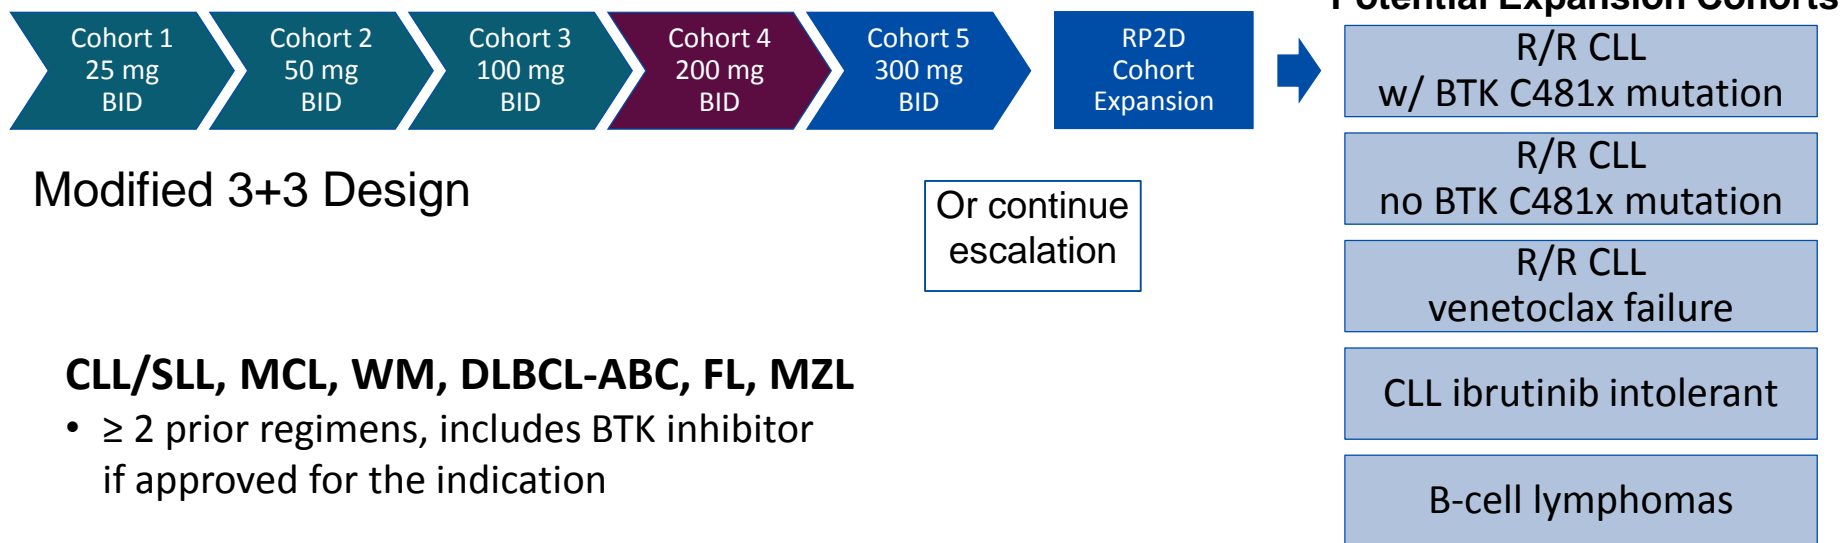 Potential Expansion Cohorts
Cohort 1
25 mg
BID
Cohort 2
50 mg
BID
Cohort 3
100 mg
BID
Cohort 4
200 mg
BID
Cohort 5
300 mg
BID
RP2D
Cohort
Expansion
R/R CLL
w/ BTK C481x mutation
R/R CLL
no BTK C481x mutation
R/R CLL
venetoclax failure
CLL ibrutinib intolerant
B-cell lymphomas
Modified 3+3 Design
Or continue
escalation
CLL/SLL, MCL, WM, DLBCL-ABC, FL, MZL
• ≥ 2 prior regimens, includes BTK inhibitor
if approved for the indication